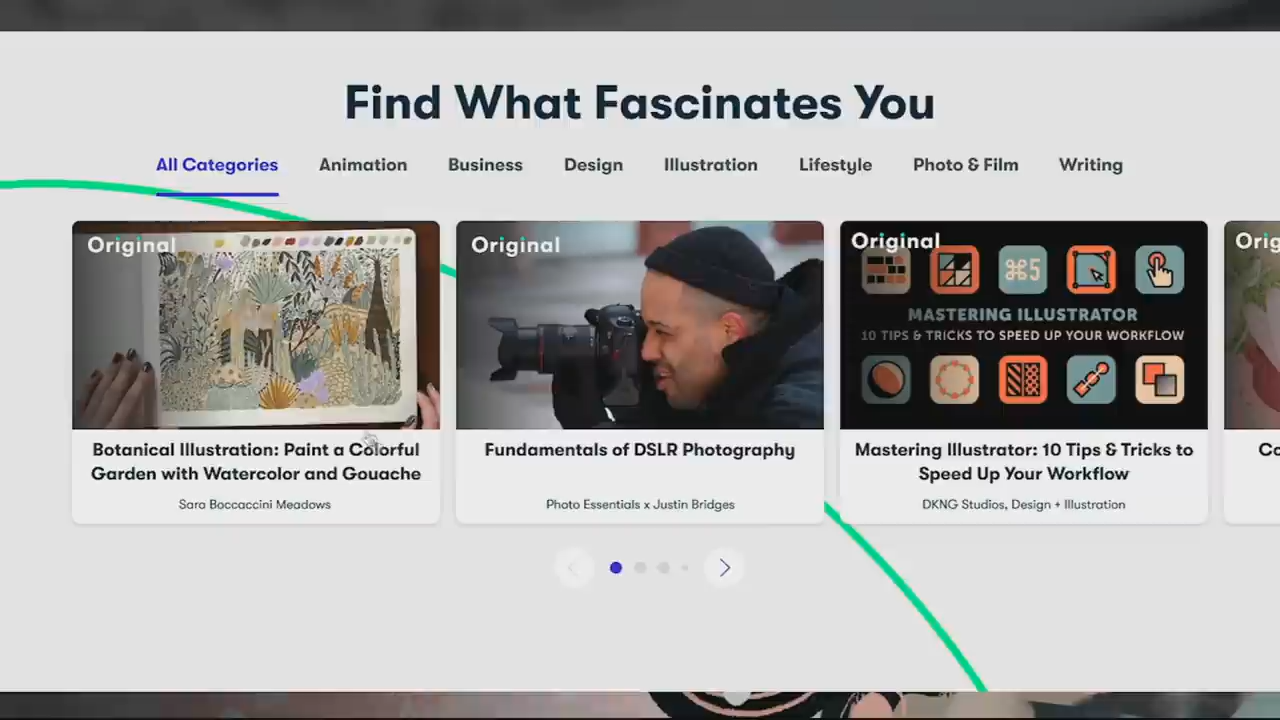 Find What Fascinates You
All Categories Animation Business Design Illustration Lifestyle Photo & Film Writing
Original
Botanical Illustration: Paint a Colorful
Garden with Watercolor and Gouache
Sara Boccaccini Meadows
Original
Fundamentals of DSLR Photography
Photo Essentials x Justin Bridges
Original
⌘5
MASTERING ILLUSTRATOR
10 TIPS & TRICKS TO SPEED UP YOUR WORKFLOW
Mastering Illustrator: 10 Tips & Tricks to
Speed Up Your Workflow
DKNG Studios, Design + Illustration
Orig
Co